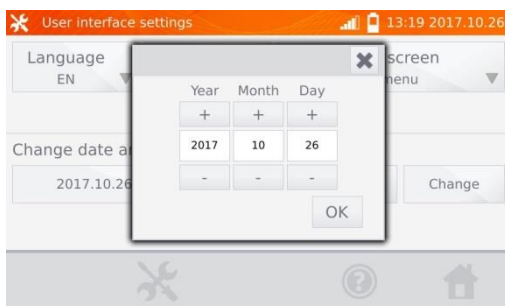 User interface settings 13:19 2017.10.26
Language screen
EN menu
Year Month Day
+ + +
2017 10 26
- - -
OK
Change date a
2017.10.26 Change